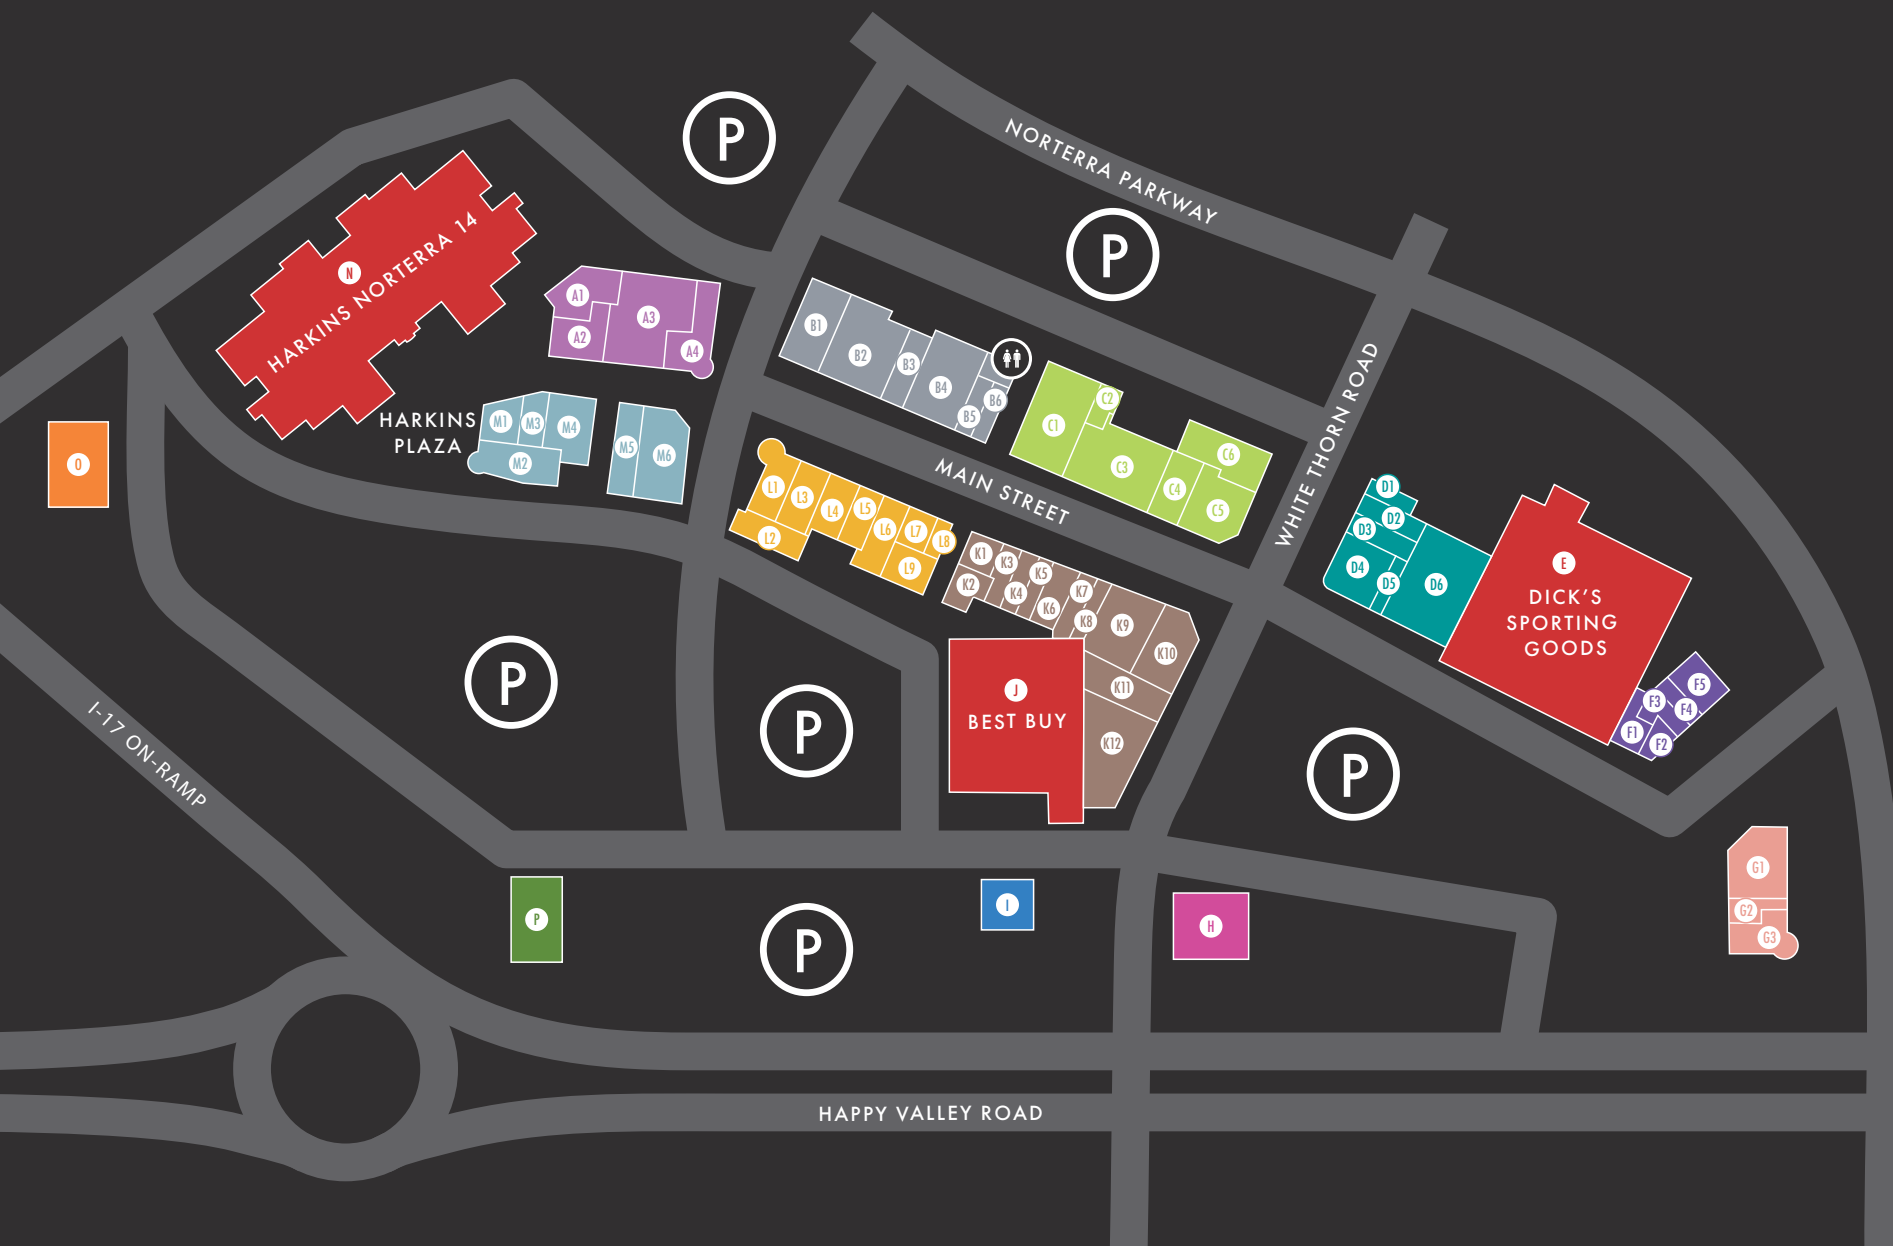 P
NORTERRA PARKWAY
P
N
HARKINS NORTERRA 14
A1
A2
A3
A4
B1
B2
B3
B4
B5
B6
C1
C2
C3
C4
C5
C6
WHITE THORN ROAD
HARKINS
PLAZA
M1
M3
M4
M2
M5
M6
O
MAIN STREET
L1
L3
L4
L5
L6
L7
L8
L2
L9
K1
K3
K5
K2
K4
K6
K7
K8
K9
K10
K11
K12
D1
D2
D3
D4
D5
D6
E
DICK'S
SPORTING
GOODS
F5
F3
F4
F1
F2
P
P
J
BEST BUY
P
I-17 ON-RAMP
G1
G2
G3
P
P
I
H
HAPPY VALLEY ROAD